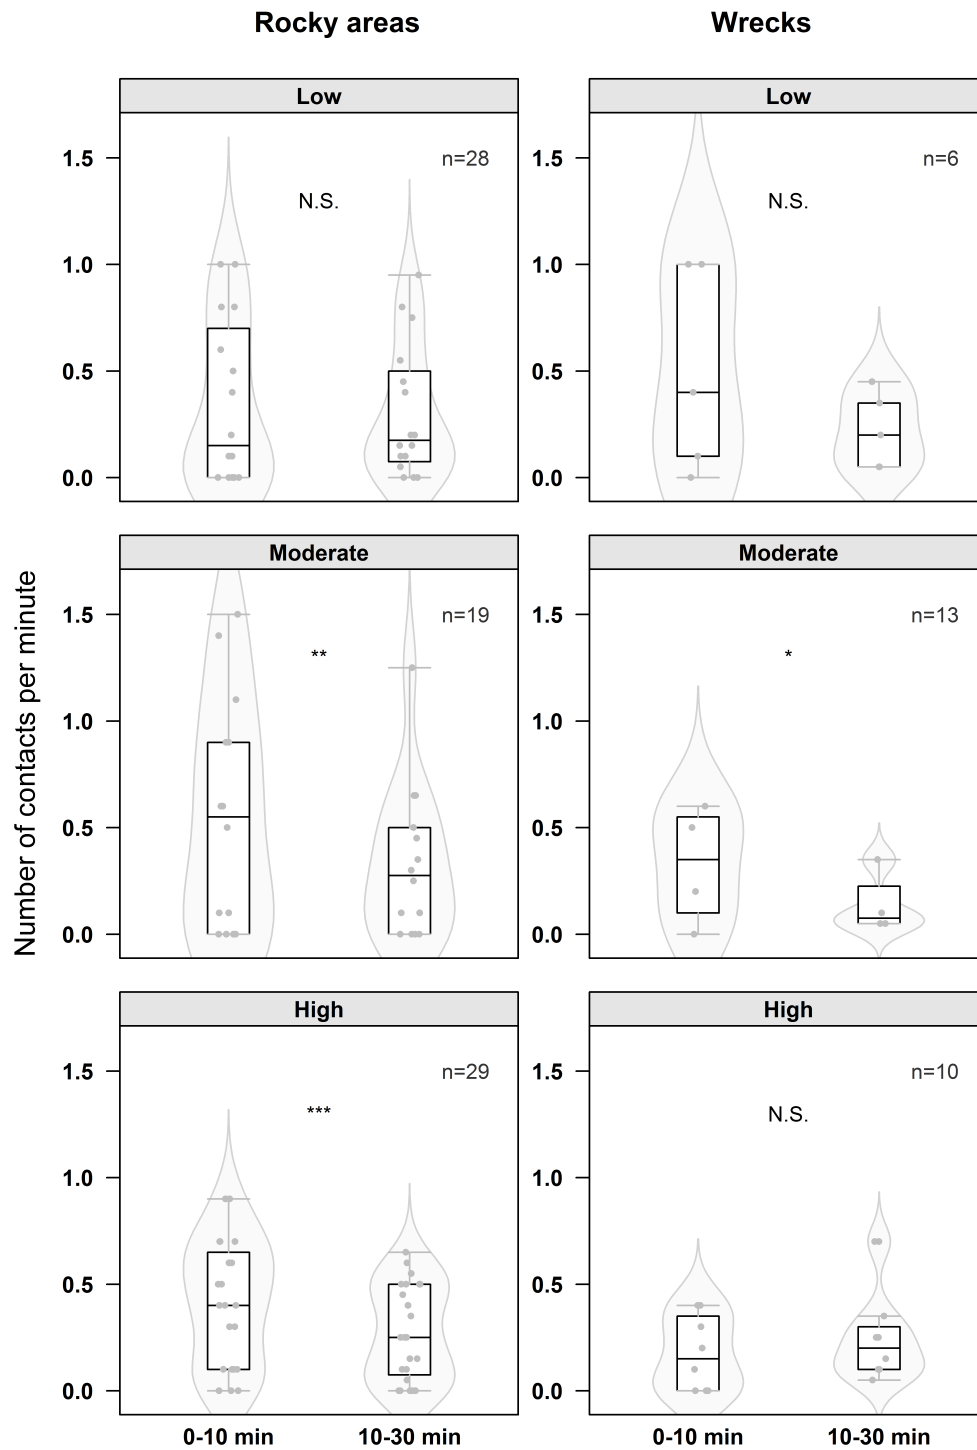 Rocky areas Wrecks
Low Low
1.5 n=28 1.5 n=6
N.S. N.S.
1.0 1.0
0.5 0.5
0.0 0.0
Moderate Moderate
Number of contacts per minute
1.5 n=19 1.5 n=13
** *
1.0 1.0
0.5 0.5
0.0 0.0
High High
1.5 n=29 1.5 n=10
*** N.S.
1.0 1.0
0.5 0.5
0.0 0.0
0-10 min 10-30 min 0-10 min 10-30 min